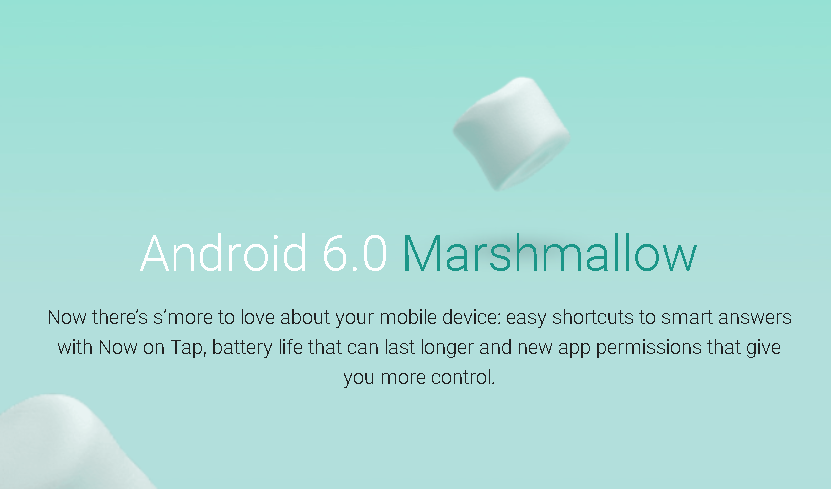 Android 6.0 Marshmallow
Now there's s'more to love about your mobile device: easy shortcuts to smart answers
with Now on Tap, battery life that can last longer and new app permissions that give
you more control.